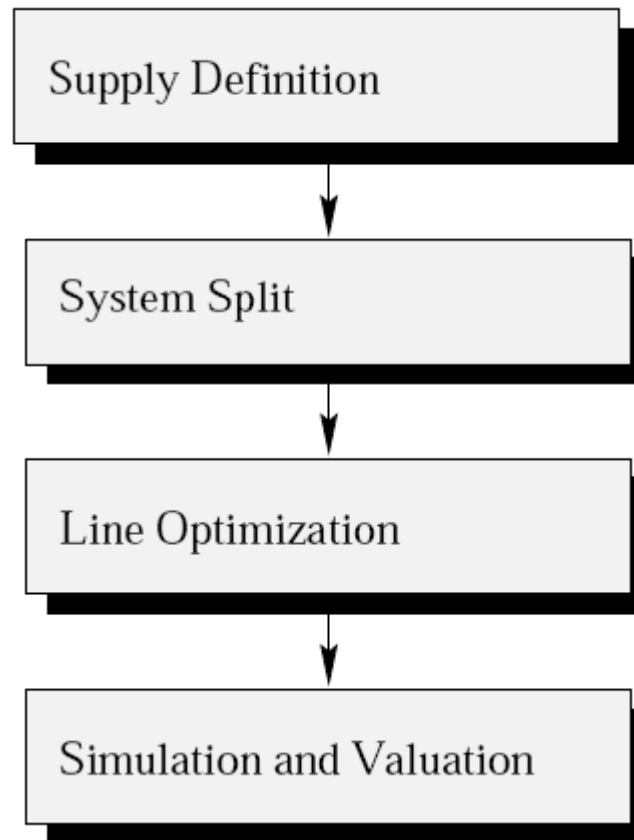 Supply Definition
System Split
Line Optimization
Simulation and Valuation